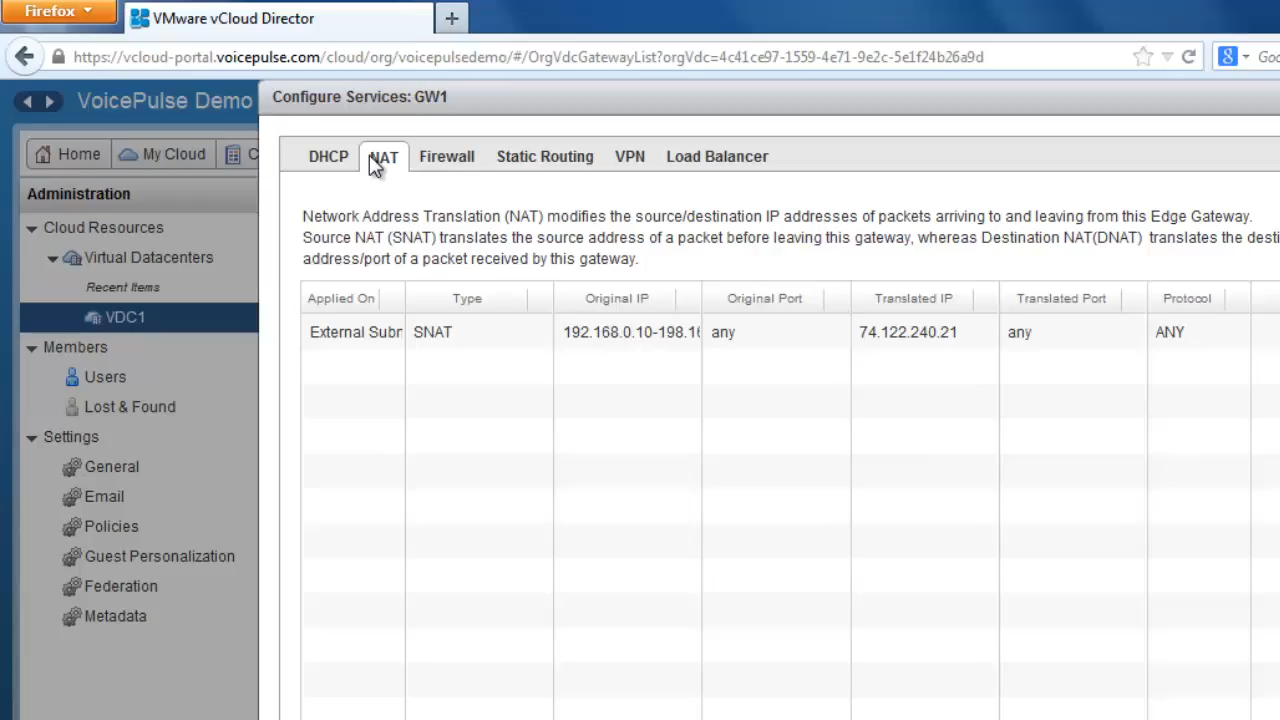 Firefox
VMware vCloud Director
https://vcloud-portal.voicepulse.com/cloud/org/voicepulsedemo/#/OrgVdcGatewayList?orgVdc=4c41ce97-1559-4e71-9e2c-5e1f24b26a9d
8
Goo
VoicePulse Demo
Configure Services: GW1
Home
My Cloud
C
DHCP
NAT
Firewall
Static Routing
VPN
Load Balancer
Administration
Cloud Resources
Virtual Datacenters
Recent Items
VDC1
Members
Users
Lost & Found
Settings
General
Email
Policies
Guest Personalization
Federation
Metadata
Network Address Translation (NAT) modifies the source/destination IP addresses of packets arriving to and leaving from this Edge Gateway.
Source NAT (SNAT) translates the source address of a packet before leaving this gateway, whereas Destination NAT(DNAT) translates the desti
address/port of a packet received by this gateway.
Applied On Type Original IP Original Port Translated IP Translated Port Protocol
External Subn SNAT 192.168.0.10-198.16 any 74.122.240.21 any ANY